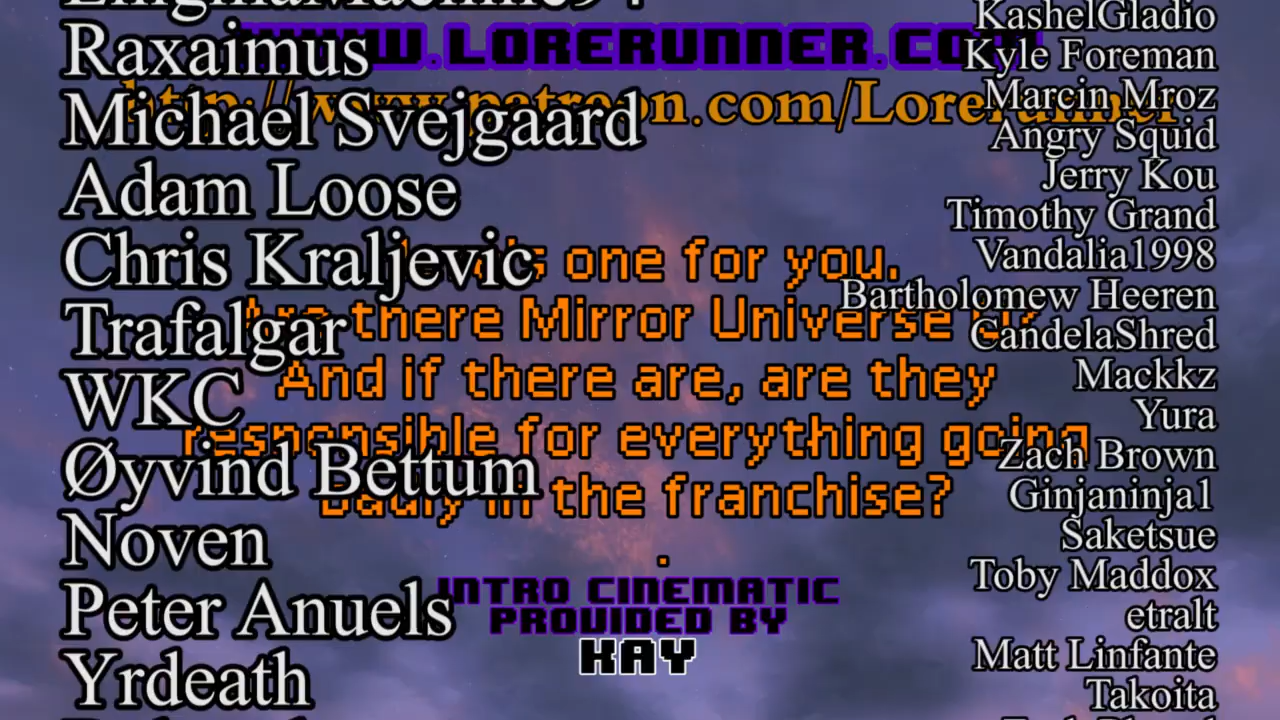 Raxaimus
Michael Svejgaard
Adam Loose
Chris Kraljevic
Trafalgar
WKC
Øyvind Bettum
Noven
Peter Anuels
Yrdeath
WWW.LORERUNNER.COM
http://www.patreon.com/Lorerunner
one for you.
there Mirror Universe
And if there are, are they
responsible for everything going
badly in the franchise?
.
INTRO CINEMATIC
PROVIDED BY
KAY
KashelGladio
Kyle Foreman
Marcin Mroz
Angry Squid
Jerry Kou
Timothy Grand
Vandalia1998
Bartholomew Heeren
CandelaShred
Mackkz
Yura
Zach Brown
Ginjaninja1
Saketsue
Toby Maddox
etralt
Matt Linfante
Takoita